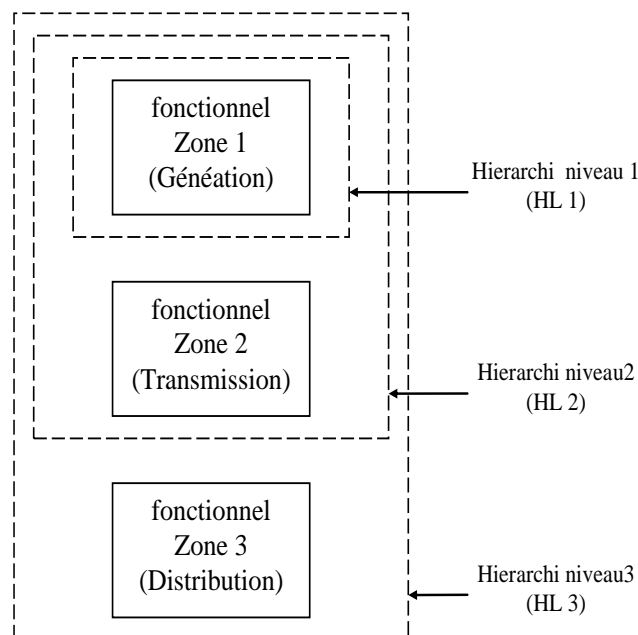 fonctionnel
Zone 1
(Généation)
Hierarchi niveau 1
(HL 1)
fonctionnel
Zone 2
(Transmission)
Hierarchi niveau2
(HL 2)
fonctionnel
Zone 3
(Distribution)
Hierarchi niveau3
(HL 3)